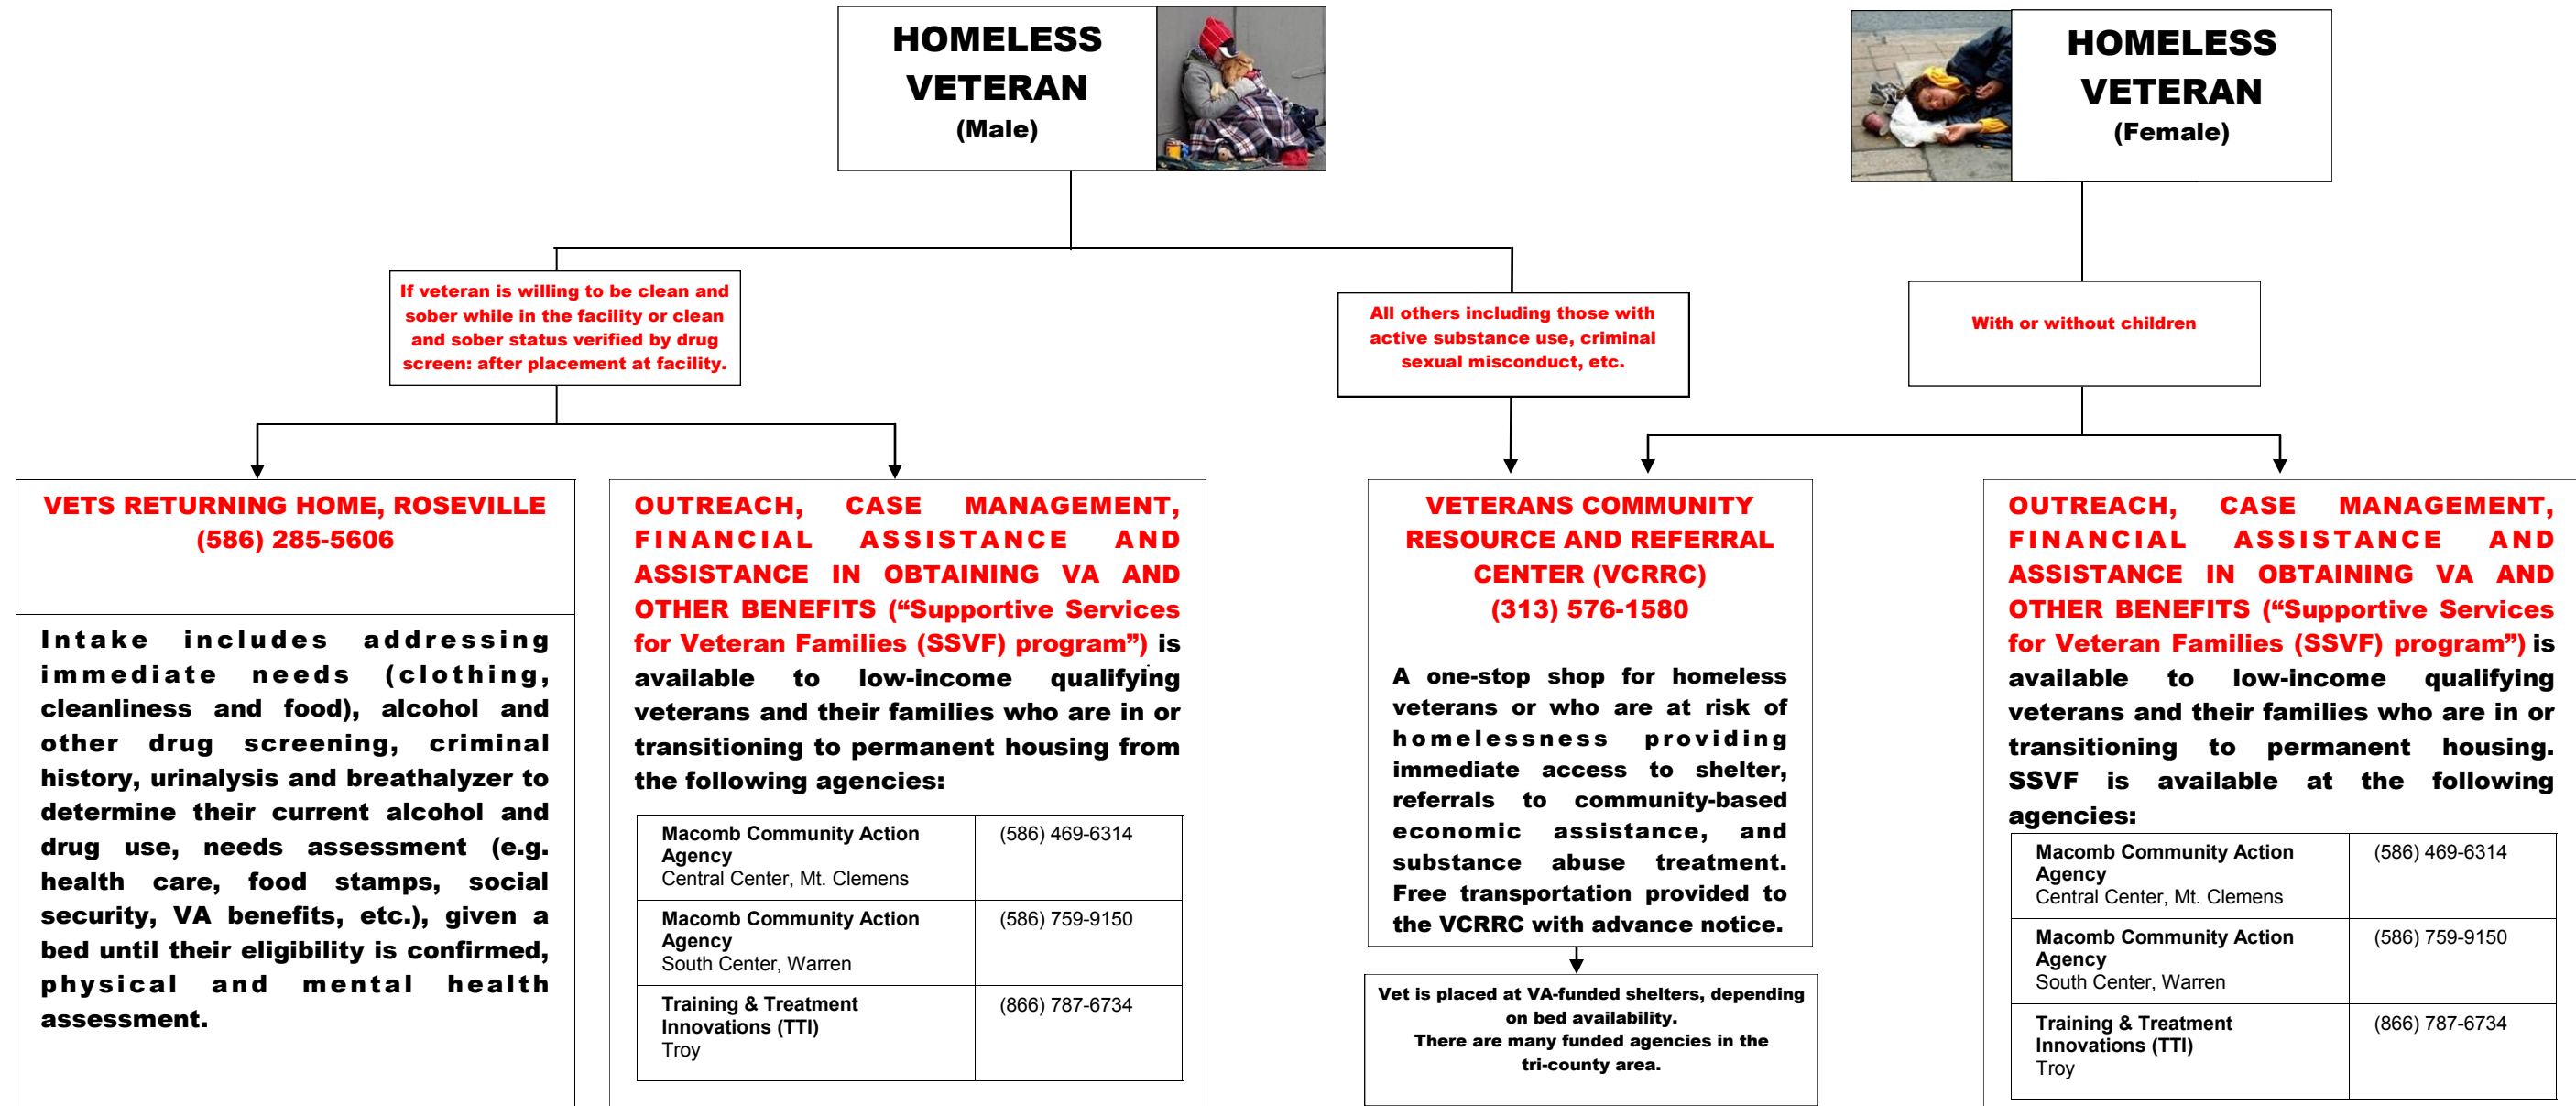 HOMELESS
VETERAN
(Male)
HOMELESS
VETERAN
(Female)
If veteran is willing to be clean and
sober while in the facility or clean
and sober status verified by drug
screen: after placement at facility.
All others including those with
active substance use, criminal
sexual misconduct, etc.
With or without children
VETS RETURNING HOME, ROSEVILLE
(586) 285-5606
Intake includes addressing
immediate needs (clothing,
cleanliness and food), alcohol and
other drug screening, criminal
history, urinalysis and breathalyzer to
determine their current alcohol and
drug use, needs assessment (e.g.
health care, food stamps, social
security, VA benefits, etc.), given a
bed until their eligibility is confirmed,
physical and mental health
assessment.
OUTREACH, CASE MANAGEMENT,
FINANCIAL ASSISTANCE AND
ASSISTANCE IN OBTAINING VA AND
OTHER BENEFITS (“Supportive Services
for Veteran Families (SSVF) program”) is
available to low-income qualifying
veterans and their families who are in or
transitioning to permanent housing from
the following agencies:
Macomb Community Action
Agency
Central Center, Mt. Clemens
(586) 469-6314
Macomb Community Action
Agency
South Center, Warren
(586) 759-9150
Training & Treatment
Innovations (TTI)
Troy
(866) 787-6734
VETERANS COMMUNITY
RESOURCE AND REFERRAL
CENTER (VCRRC)
(313) 576-1580
A one-stop shop for homeless
veterans or who are at risk of
homelessness providing
immediate access to shelter,
referrals to community-based
economic assistance, and
substance abuse treatment.
Free transportation provided to
the VCRRC with advance notice.
Vet is placed at VA-funded shelters, depending
on bed availability.
There are many funded agencies in the
tri-county area.
OUTREACH, CASE MANAGEMENT,
FINANCIAL ASSISTANCE AND
ASSISTANCE IN OBTAINING VA AND
OTHER BENEFITS (“Supportive Services
for Veteran Families (SSVF) program”) is
available to low-income qualifying
veterans and their families who are in or
transitioning to permanent housing.
SSVF is available at the following
agencies:
Macomb Community Action
Agency
Central Center, Mt. Clemens
(586) 469-6314
Macomb Community Action
Agency
South Center, Warren
(586) 759-9150
Training & Treatment
Innovations (TTI)
Troy
(866) 787-6734